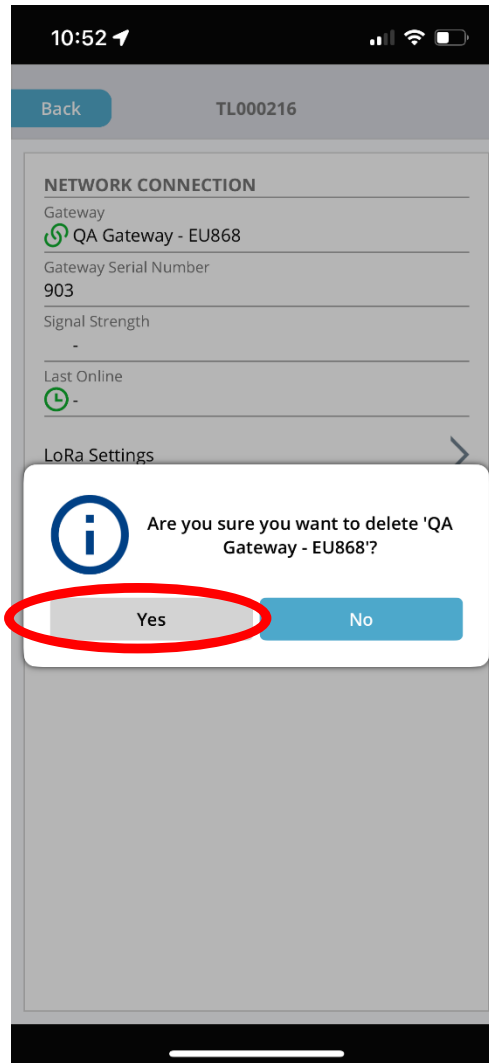 10:52
Back
TL000216
NETWORK CONNECTION
Gateway
QA Gateway - EU868
Gateway Serial Number
903
Signal Strength
-
Last Online
-
LoRa Settings
Are you sure you want to delete 'QA
Gateway - EU868'?
Yes
No